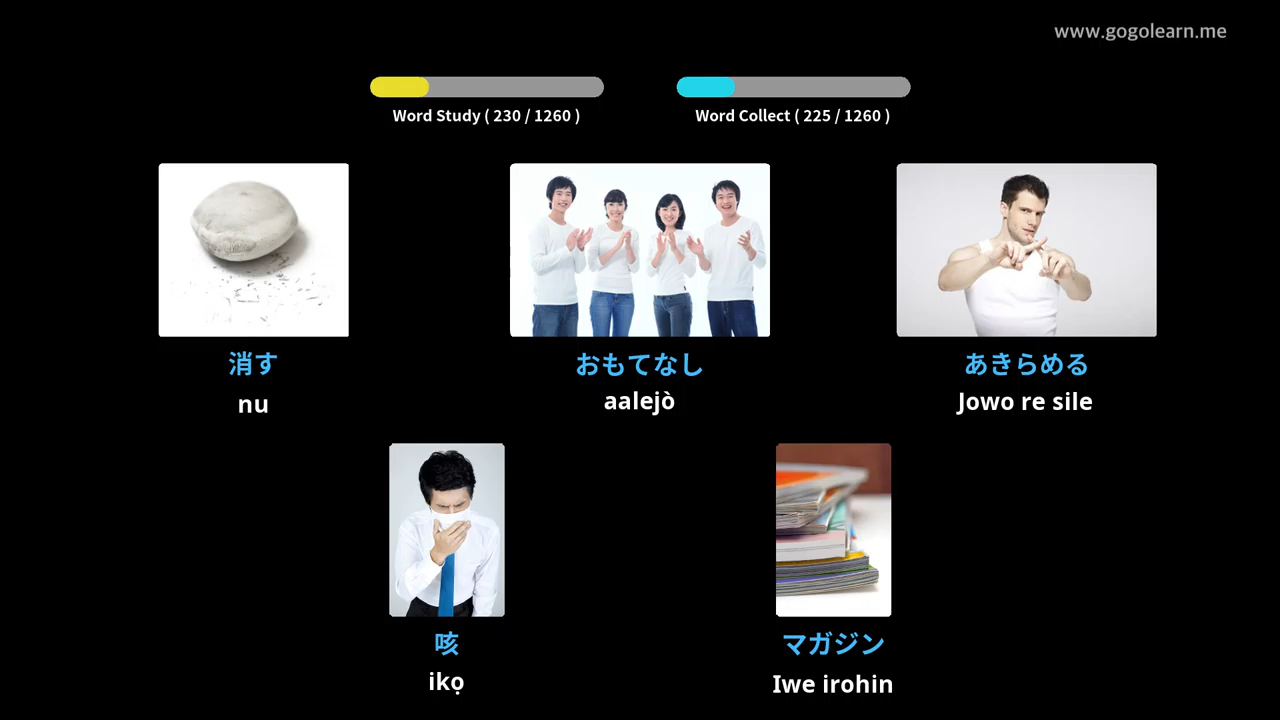 www.gogolearn.me
Word Study ( 230 / 1260 )
Word Collect ( 225 / 1260 )
消す
nu
おもてなし
aalejò
あきらめる
Jowo re sile
咳
ikọ
マガジン
Iwe irohin